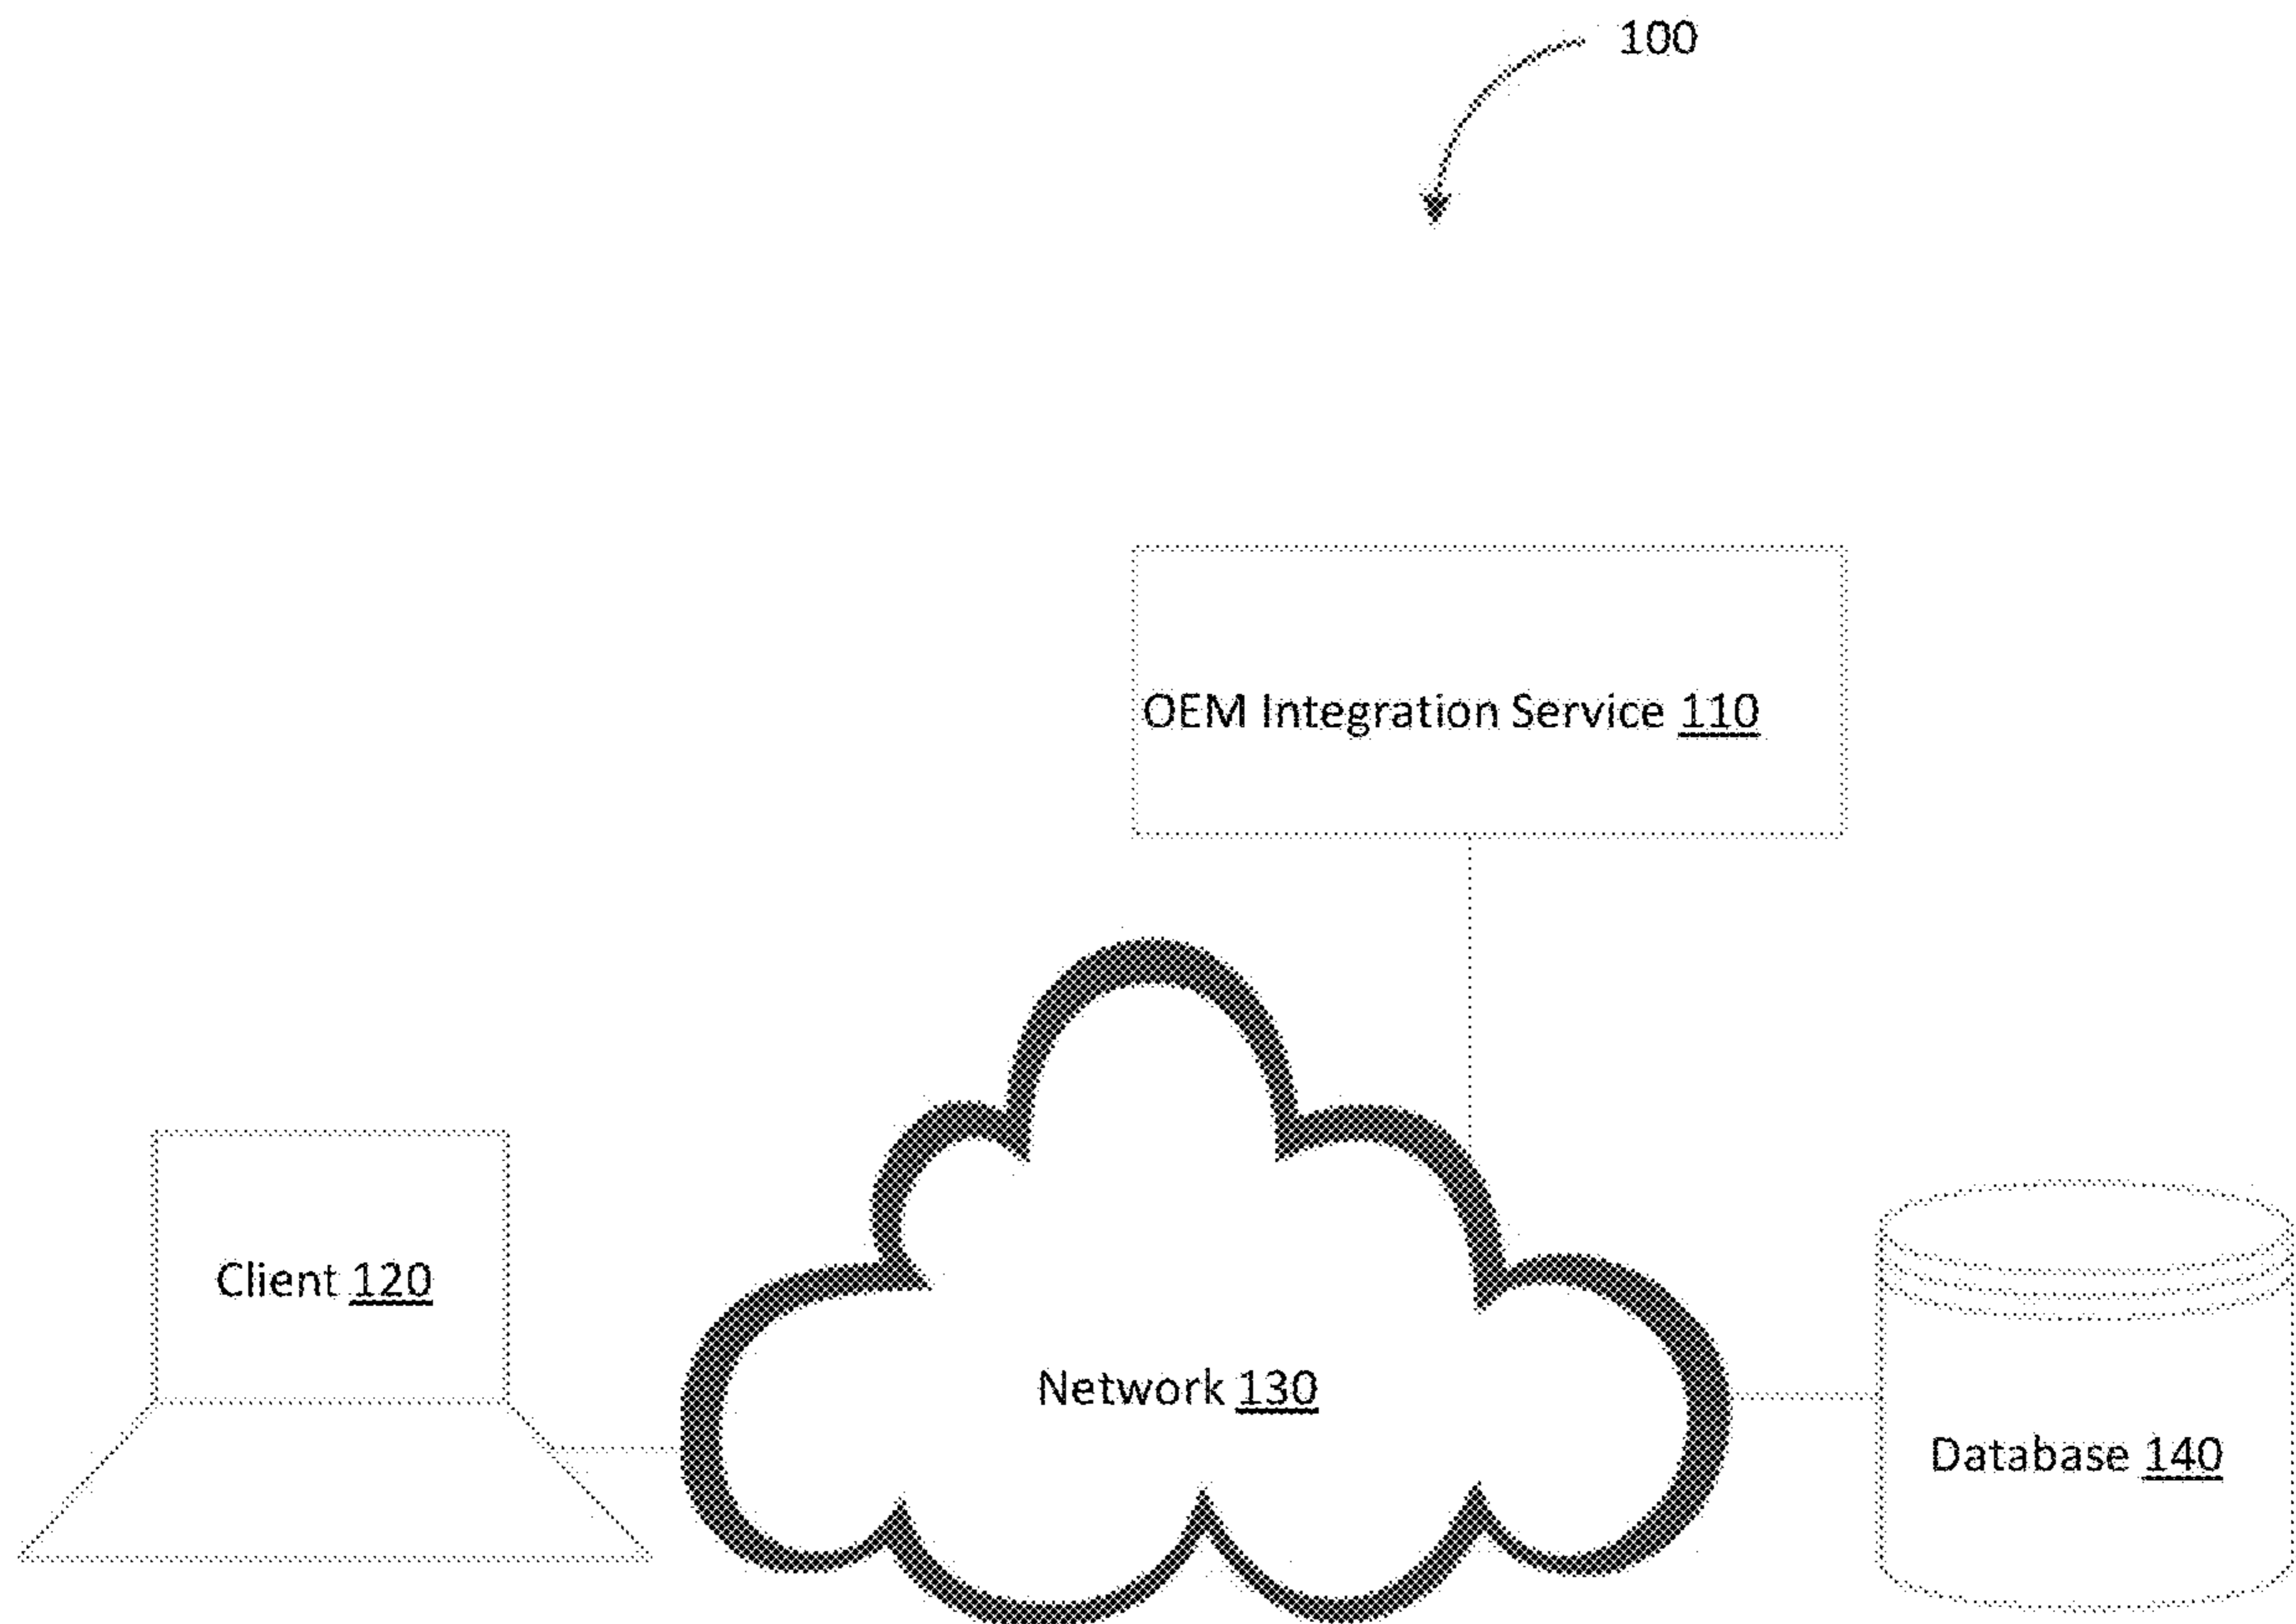 100
OEM Integration Service 110
Client 120
Network 130
Database 140